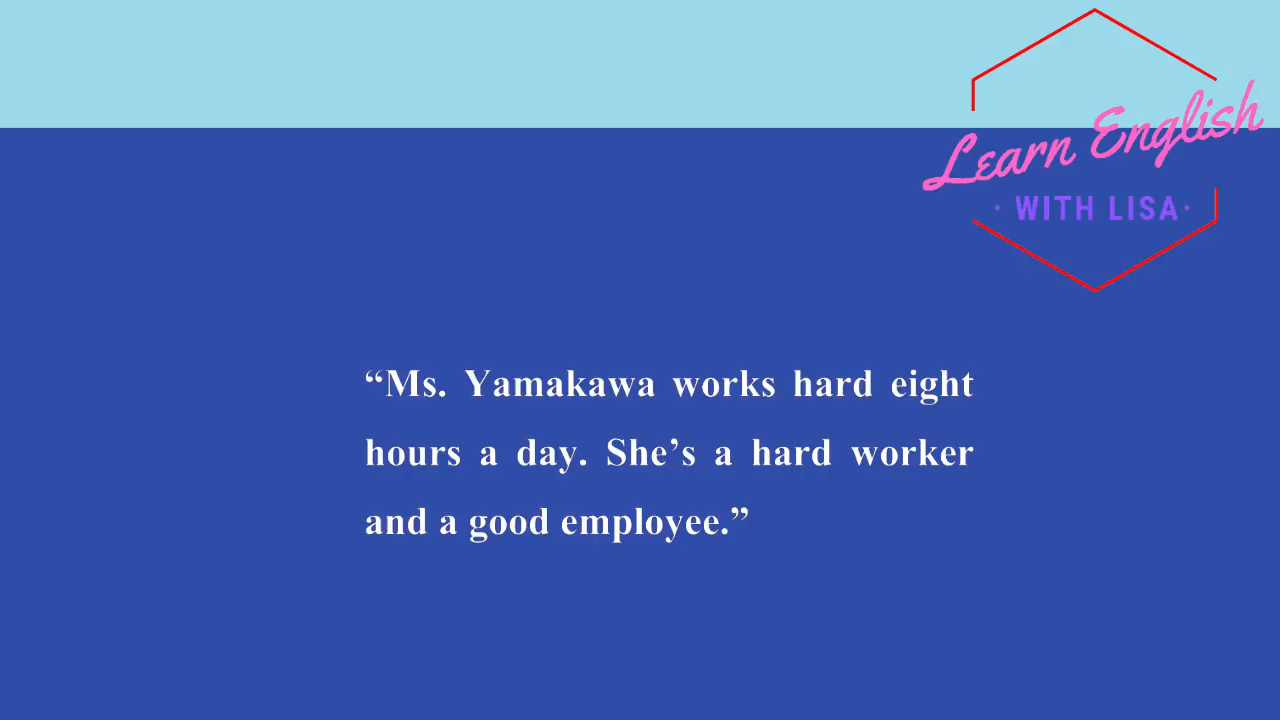 Learn English
· WITH LISA·
“Ms. Yamakawa works hard eight
hours a day. She’s a hard worker
and a good employee.”